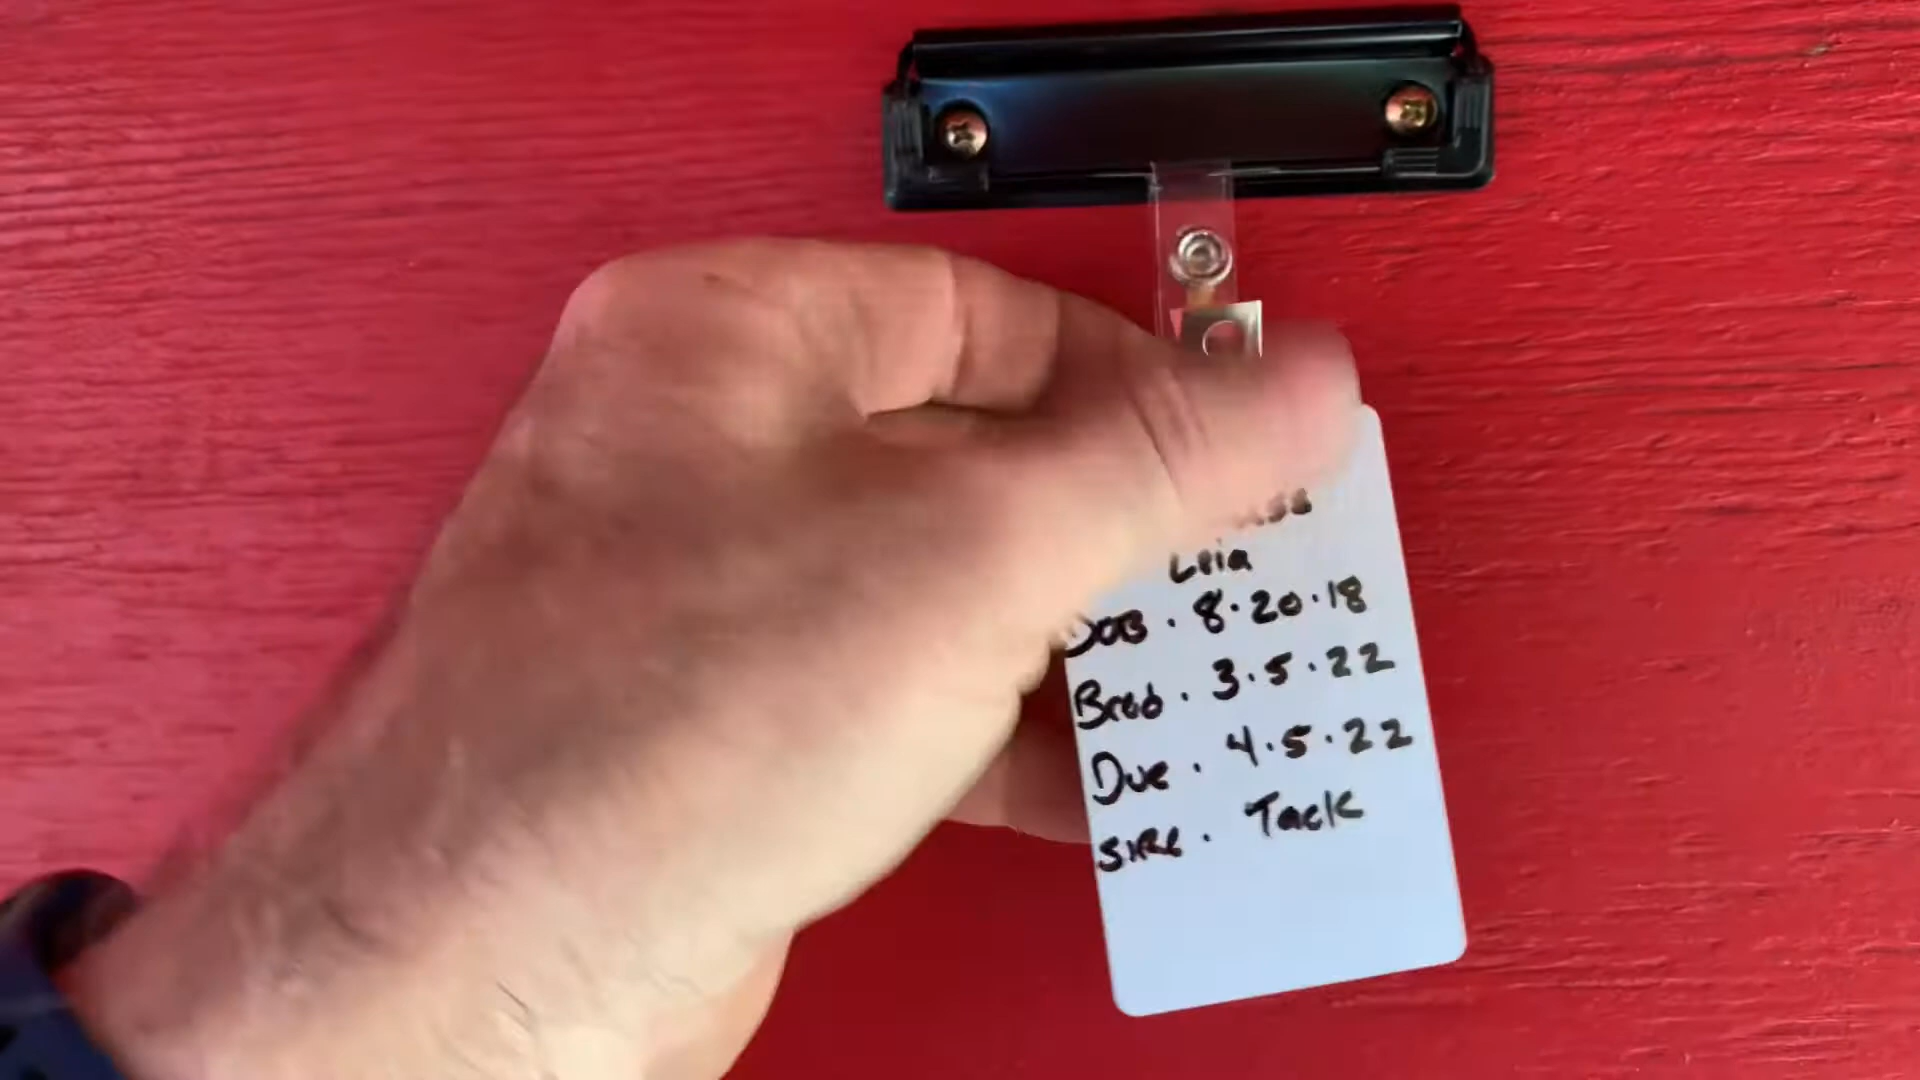 Leia
DOB . 8.20.18
Bred . 3.5.22
Due . 4.5.22
SIRE . Tack